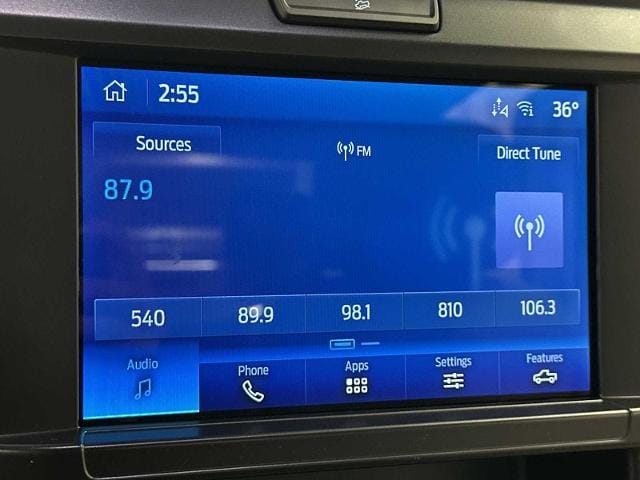 2:55 36°
Sources FM Direct Tune
87.9
540 89.9 98.1 810 106.3
Audio Phone Apps Settings Features